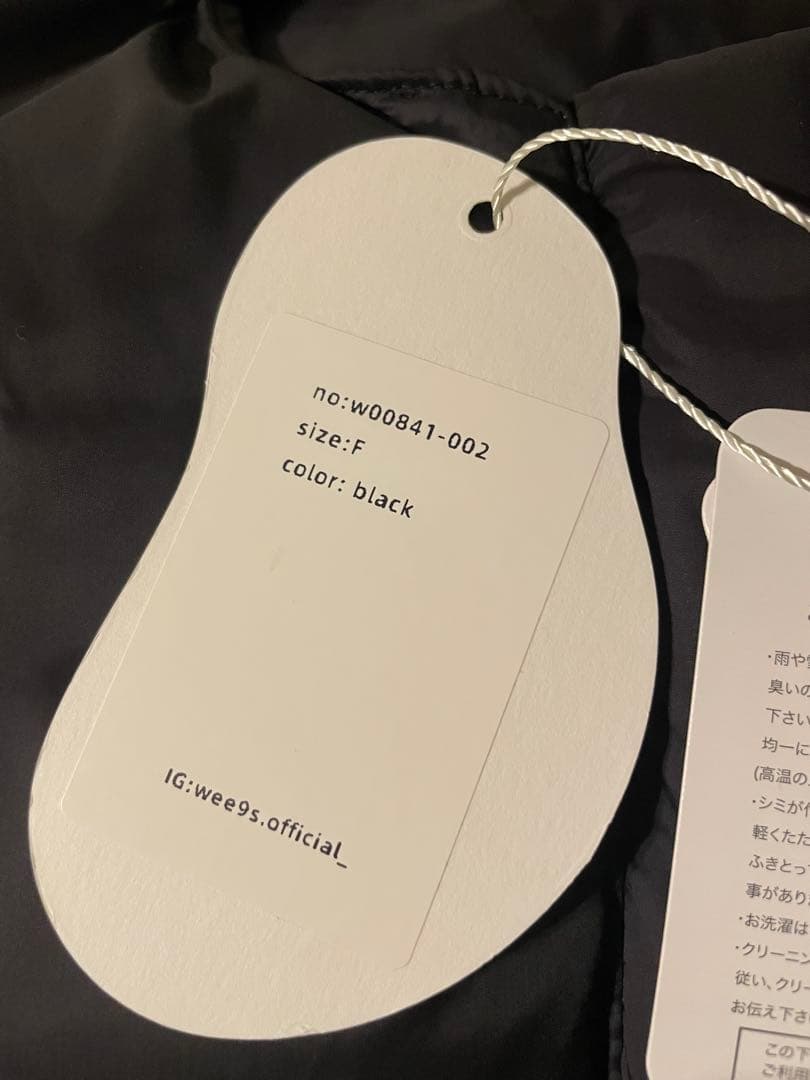 no:w00841-002
size:F
color: black
IG:wee9s.official_
・雨や
臭いの
下さい
均一に
(高温の
・シミが
軽くたた
ふきとっ
事があり
・お洗濯は
・クリーニン
従い、クリー
お伝え下さ
この下
ご利用